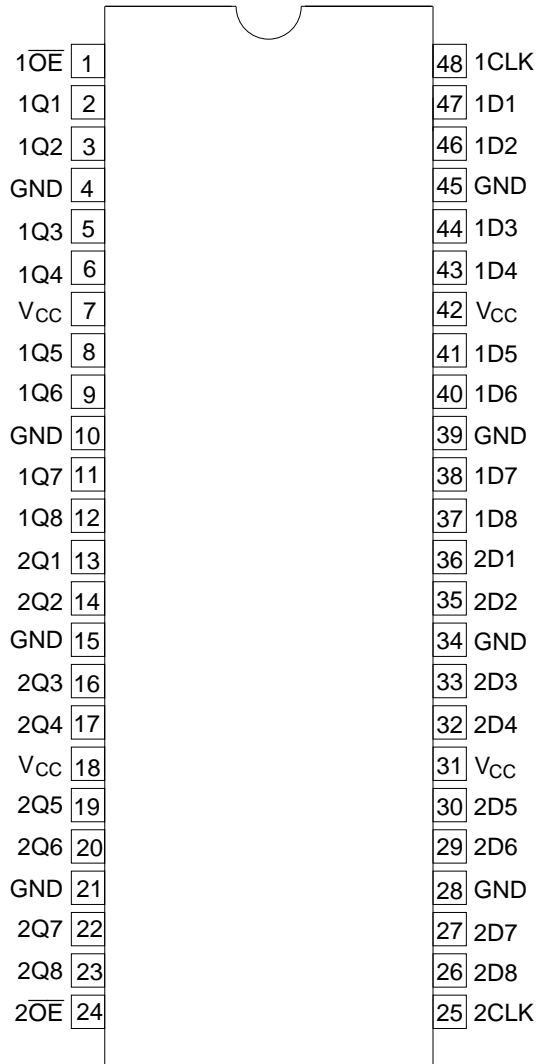 1O̅E̅ 1 48 1CLK
1Q1 2 47 1D1
1Q2 3 46 1D2
GND 4 45 GND
1Q3 5 44 1D3
1Q4 6 43 1D4
VCC 7 42 VCC
1Q5 8 41 1D5
1Q6 9 40 1D6
GND 10 39 GND
1Q7 11 38 1D7
1Q8 12 37 1D8
2Q1 13 36 2D1
2Q2 14 35 2D2
GND 15 34 GND
2Q3 16 33 2D3
2Q4 17 32 2D4
VCC 18 31 VCC
2Q5 19 30 2D5
2Q6 20 29 2D6
GND 21 28 GND
2Q7 22 27 2D7
2Q8 23 26 2D8
2O̅E̅ 24 25 2CLK